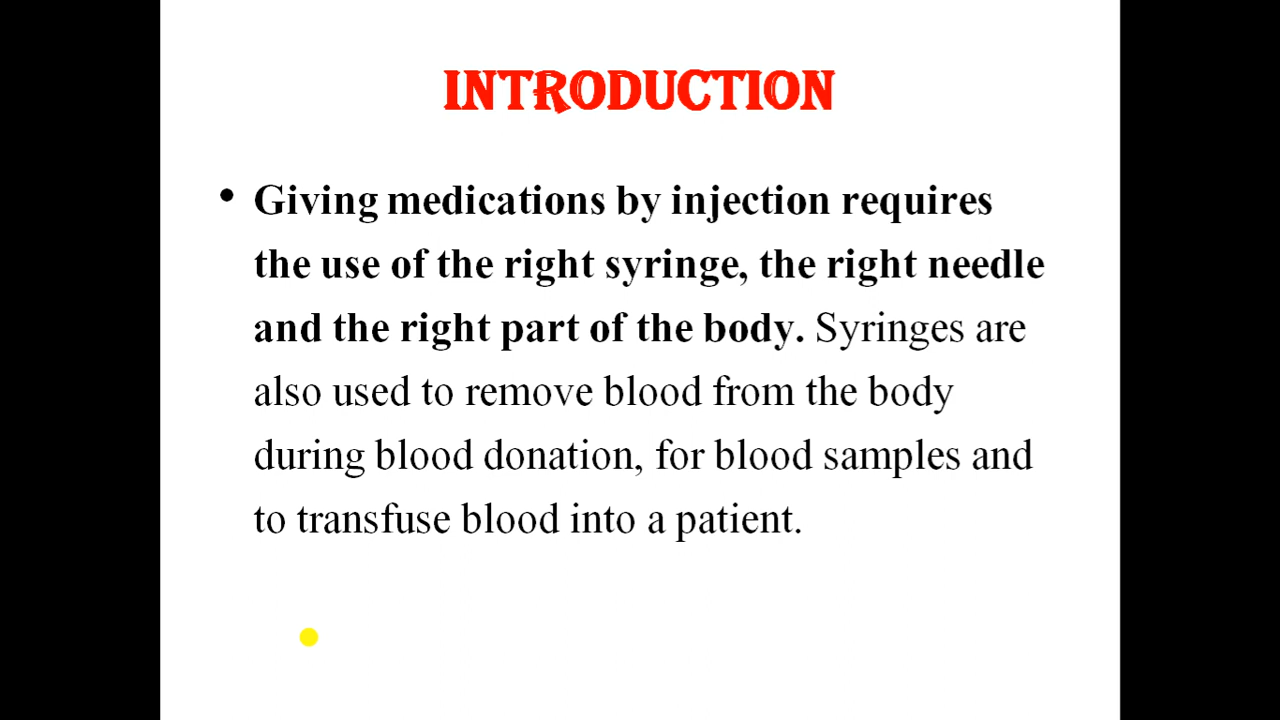 INTRODUCTION
• Giving medications by injection requires
the use of the right syringe, the right needle
and the right part of the body. Syringes are
also used to remove blood from the body
during blood donation, for blood samples and
to transfuse blood into a patient.